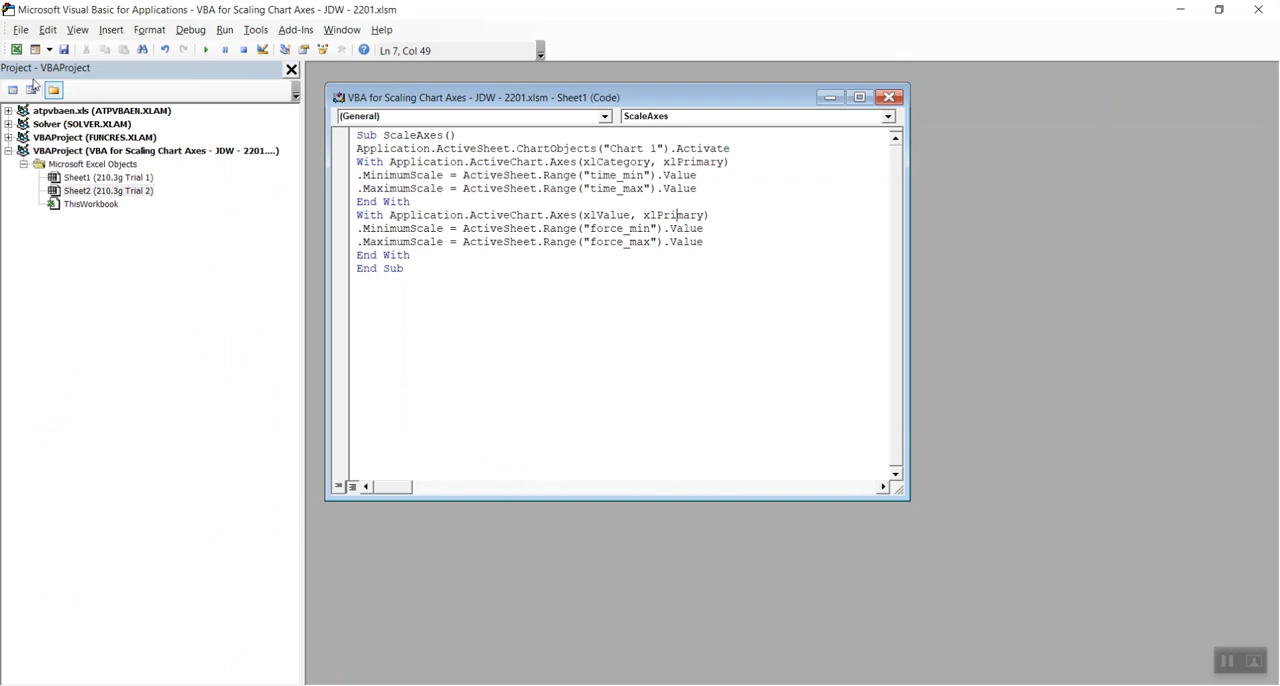 Microsoft Visual Basic for Applications - VBA for Scaling Chart Axes - JDW - 2201.xlsm
File Edit View Insert Format Debug Run Tools Add-Ins Window Help
Ln 7, Col 49
Project - VBAProject
atpvbaen.xls (ATPVBAEN.XLAM)
Solver (SOLVER.XLAM)
VBAProject (FUNCRES.XLAM)
VBAProject (VBA for Scaling Chart Axes - JDW - 2201....)
Microsoft Excel Objects
Sheet1 (210.3g Trial 1)
Sheet2 (210.3g Trial 2)
ThisWorkbook
VBA for Scaling Chart Axes - JDW - 2201.xlsm - Sheet1 (Code)
(General) ScaleAxes
Sub ScaleAxes()
Application.ActiveSheet.ChartObjects("Chart 1").Activate
With Application.ActiveChart.Axes(xlCategory, xlPrimary)
.MinimumScale = ActiveSheet.Range("time_min").Value
.MaximumScale = ActiveSheet.Range("time_max").Value
End With
With Application.ActiveChart.Axes(xlValue, xlPrimary)
.MinimumScale = ActiveSheet.Range("force_min").Value
.MaximumScale = ActiveSheet.Range("force_max").Value
End With
End Sub